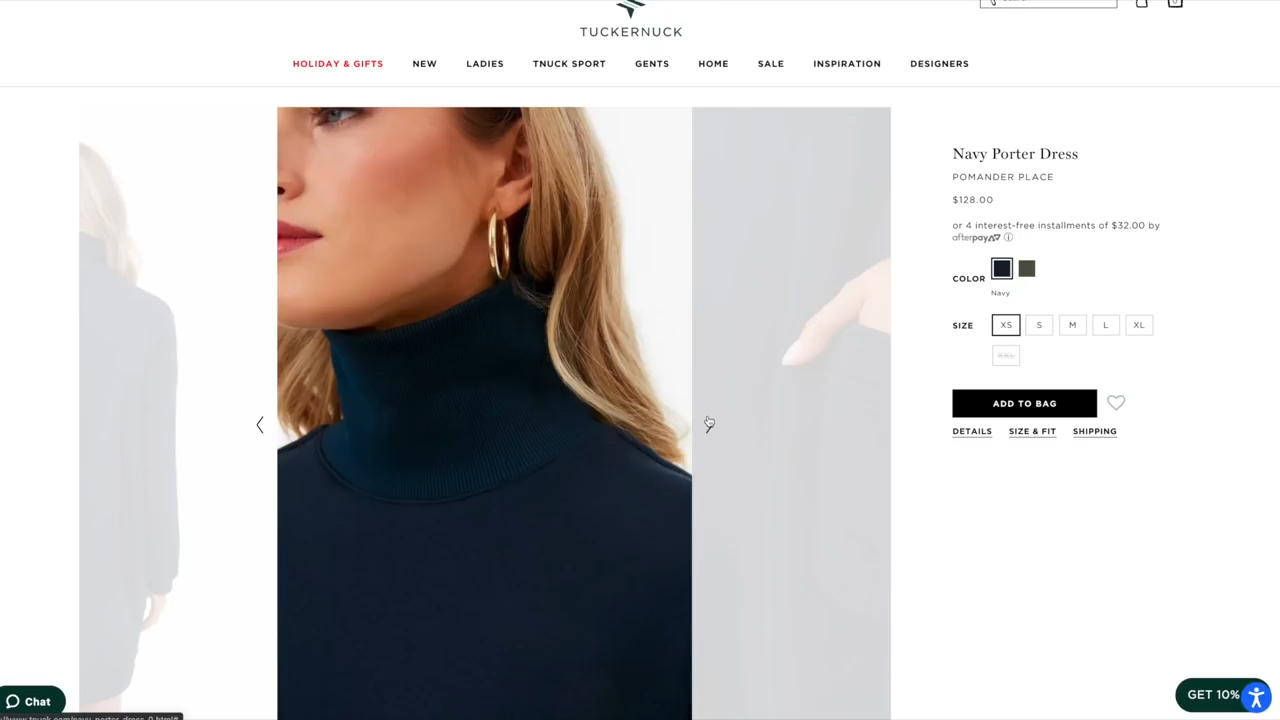 TUCKERNUCK
HOLIDAY & GIFTS NEW LADIES TNUCK SPORT GENTS HOME SALE INSPIRATION DESIGNERS
Navy Porter Dress
POMANDER PLACE
$128.00
or 4 interest-free installments of $32.00 by
afterpay
COLOR
Navy
SIZE XS S M L XL
XXL
ADD TO BAG
DETAILS SIZE & FIT SHIPPING
Chat
GET 10%